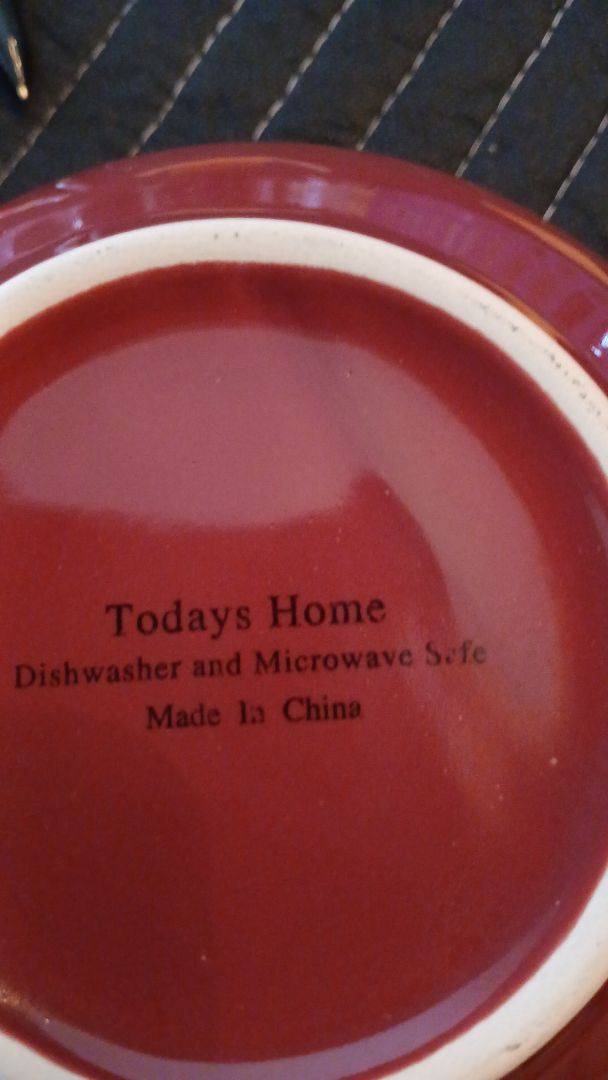 Todays Home
Dishwasher and Microwave Safe
Made In China